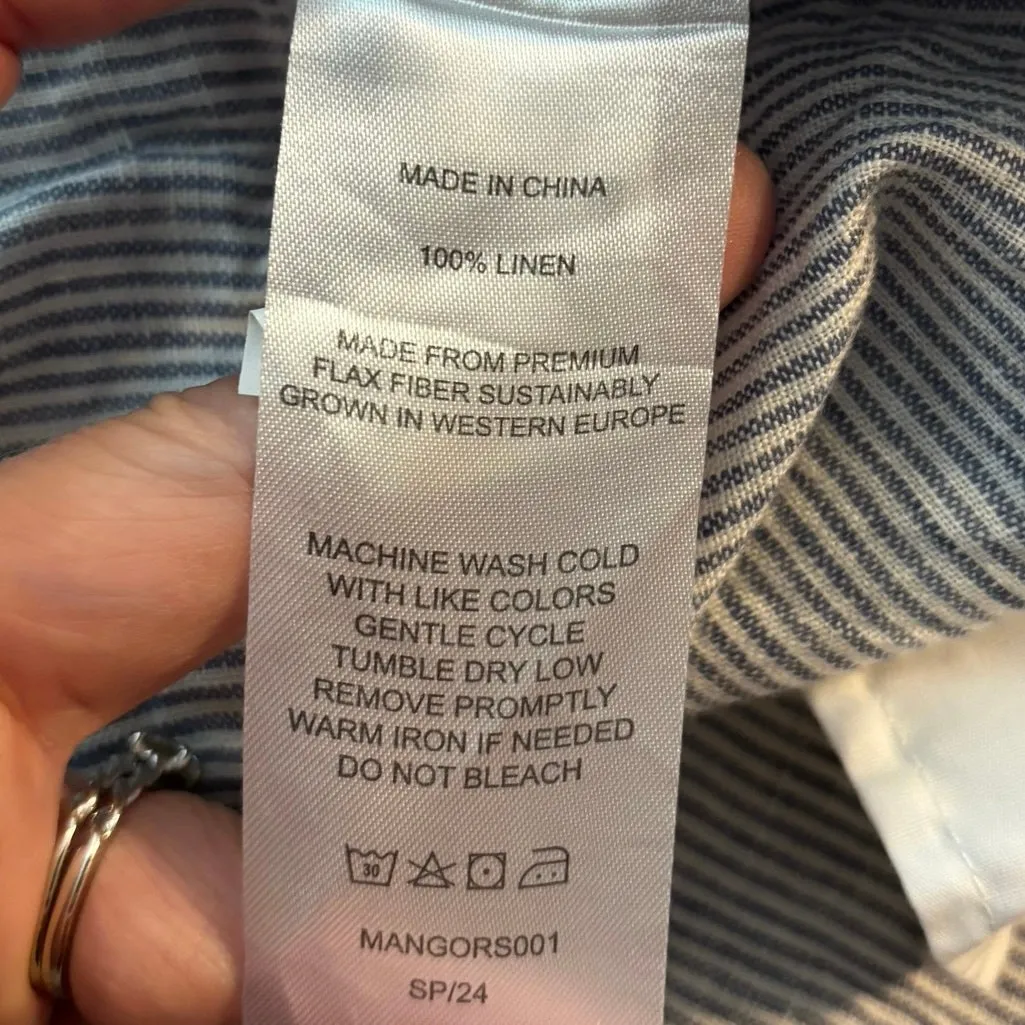 MADE IN CHINA
100% LINEN
MADE FROM PREMIUM
FLAX FIBER SUSTAINABLY
GROWN IN WESTERN EUROPE
MACHINE WASH COLD
WITH LIKE COLORS
GENTLE CYCLE
TUMBLE DRY LOW
REMOVE PROMPTLY
WARM IRON IF NEEDED
DO NOT BLEACH
30
MANGORS001
SP/24